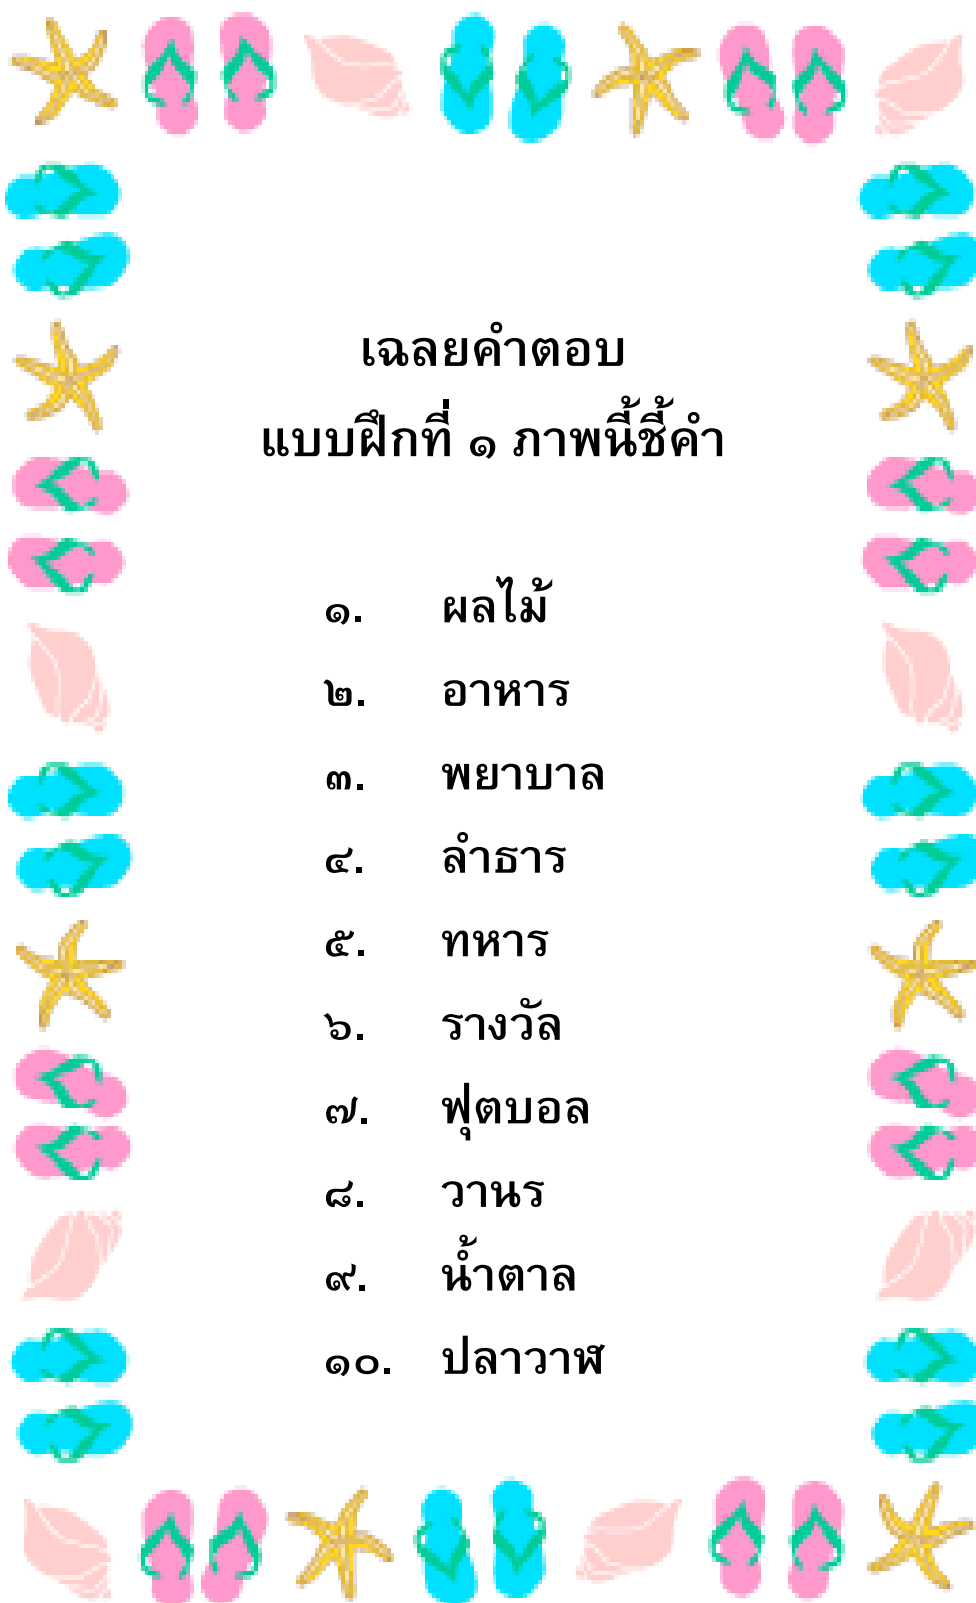 เฉลยคำตอบ
แบบฝึกที่ ๑ ภาพนี้ชี้คำ
๑. ผลไม้
๒. อาหาร
๓. พยาบาล
๔. ลำธาร
๕. ทหาร
๖. รางวัล
๗. ฟุตบอล
๘. วานร
๙. น้ำตาล
๑๐. ปลาวาฬ